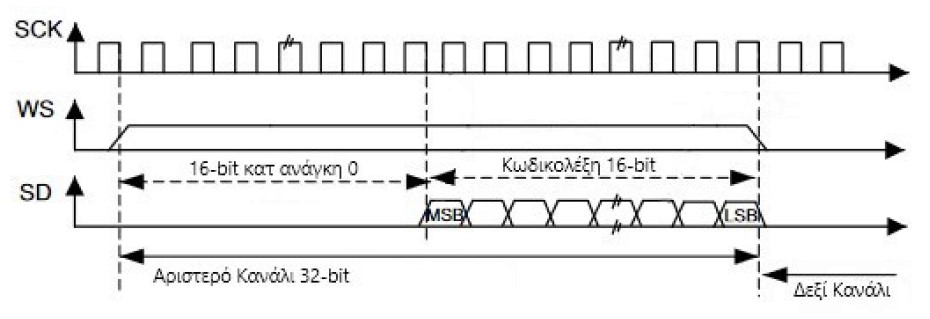 SCK
WS
16-bit κατ ανάγκη 0
Κωδικολέξη 16-bit
SD
MSB
LSB
Αριστερό Κανάλι 32-bit
Δεξί Κανάλι